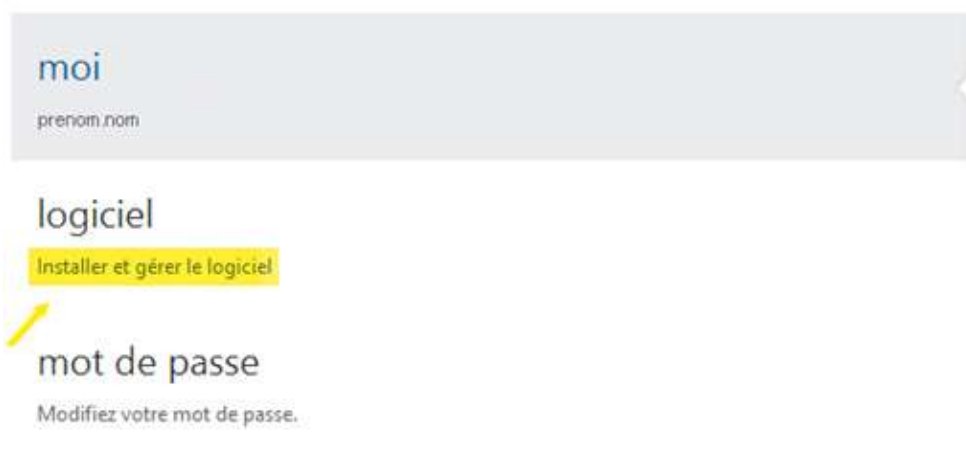 moi
prenom.nom
logiciel
Installer et gérer le logiciel
mot de passe
Modifiez votre mot de passe.